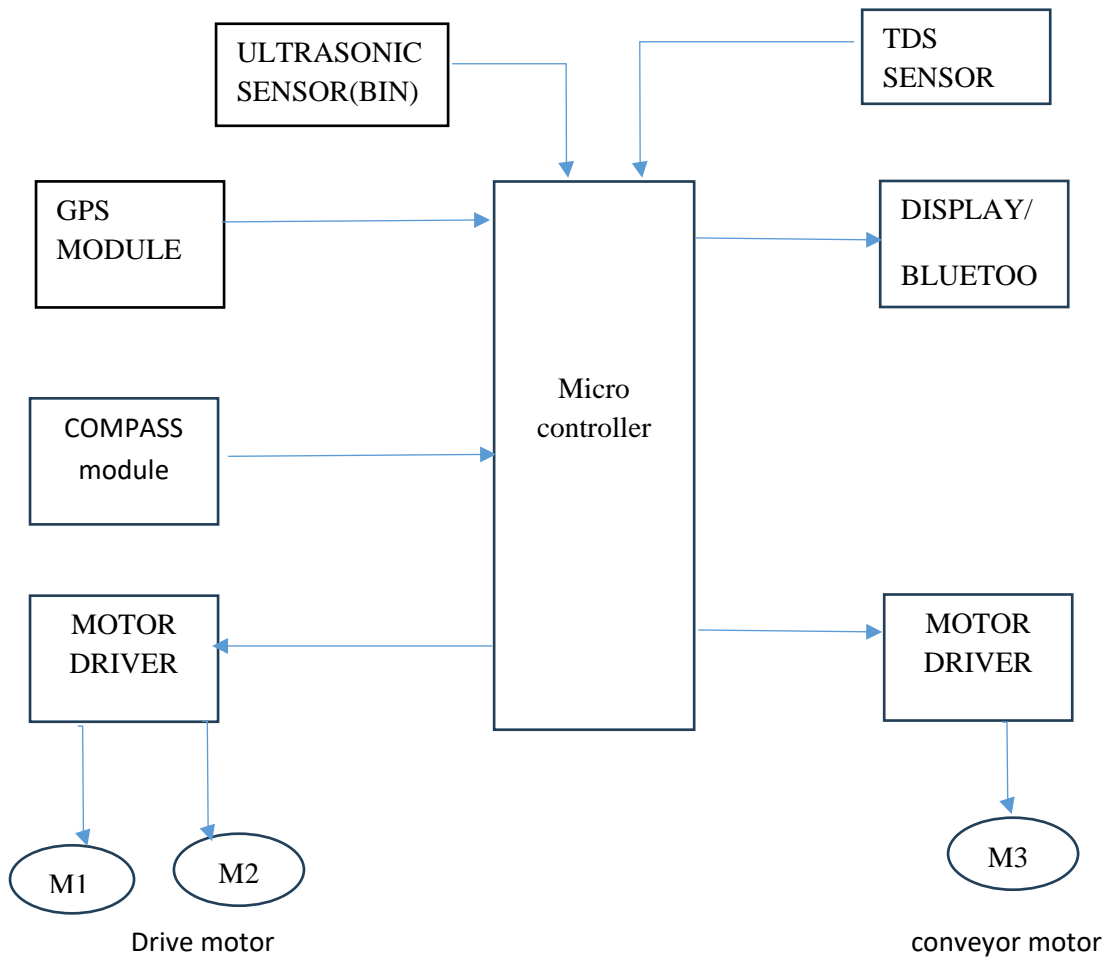 ULTRASONIC
SENSOR(BIN)
TDS
SENSOR
GPS
MODULE
DISPLAY/
BLUETOO
Micro
controller
COMPASS
module
MOTOR
DRIVER
MOTOR
DRIVER
M1
M2
M3
Drive motor
conveyor motor